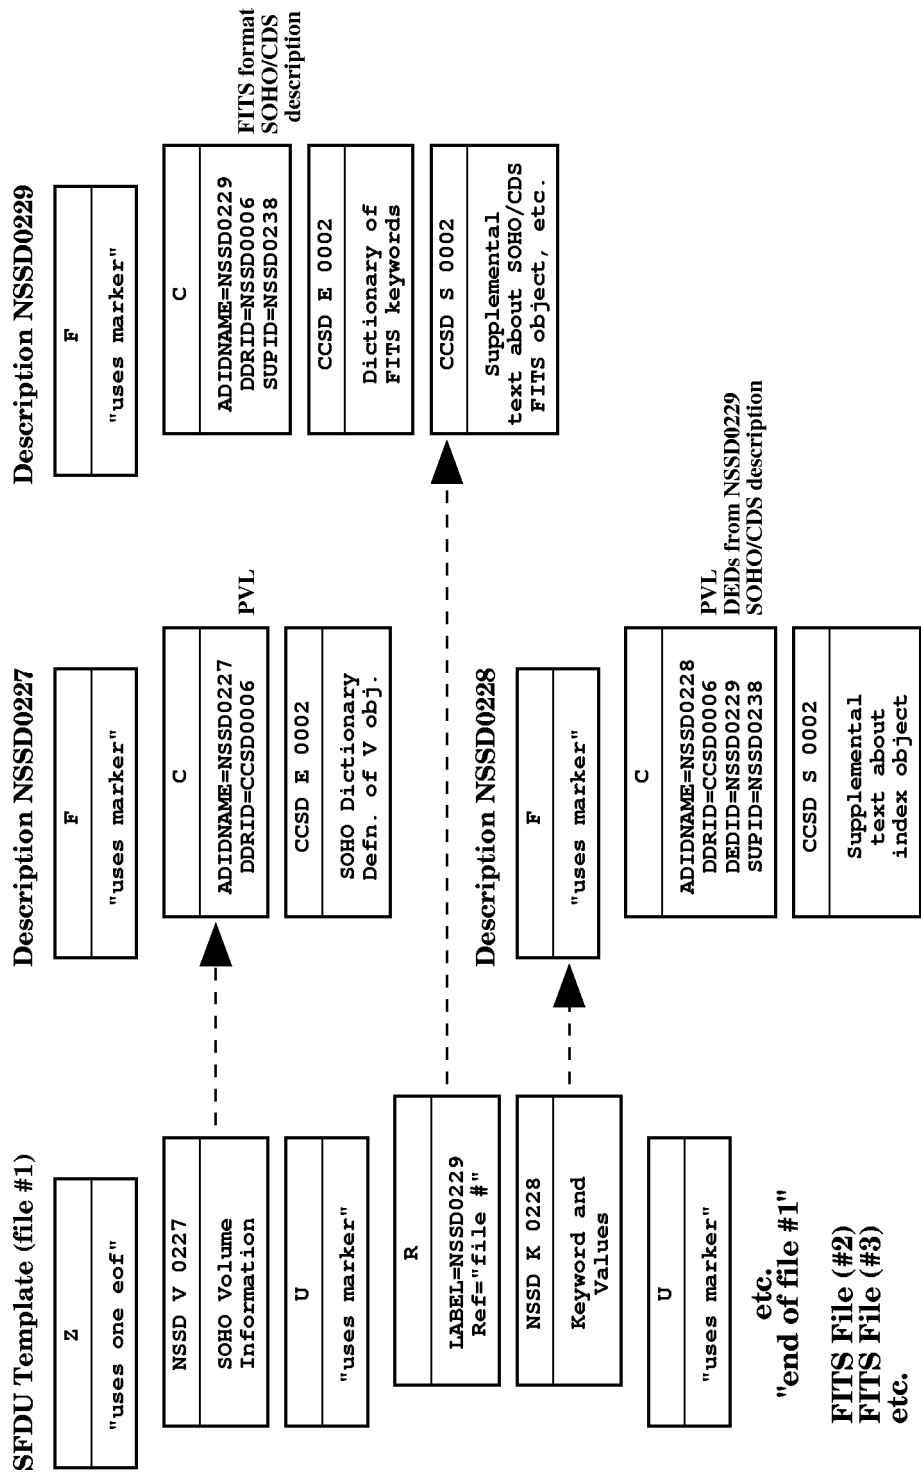 SFDU Template (file #1)
Z
"uses one eof"
NSSD V 0227
SOHO Volume
Information
U
"uses marker"
R
LABEL=NSSD0229
Ref="file #"
NSSD K 0228
Keyword and
Values
U
"uses marker"
etc.
"end of file #1"
FITS File (#2)
FITS File (#3)
etc.
Description NSSD0227
F
"uses marker"
C
ADIDNAME=NSSD0227
DDRID=CCSD0006
PVL
CCSD E 0002
SOHO Dictionary
Defn. of V obj.
Description NSSD0228
F
"uses marker"
C
ADIDNAME=NSSD0228
DDRID=CCSD0006
DEDID=NSSD0229
SUPID=NSSD0238
PVL
DEDs from NSSD0229
SOHO/CDS description
CCSD S 0002
Supplemental
text about
index object
Description NSSD0229
F
"uses marker"
C
ADIDNAME=NSSD0229
DDRID=NSSD0006
SUPID=NSSD0238
FITS format
SOHO/CDS
description
CCSD E 0002
Dictionary of
FITS keywords
CCSD S 0002
Supplemental
text about SOHO/CDS
FITS object, etc.